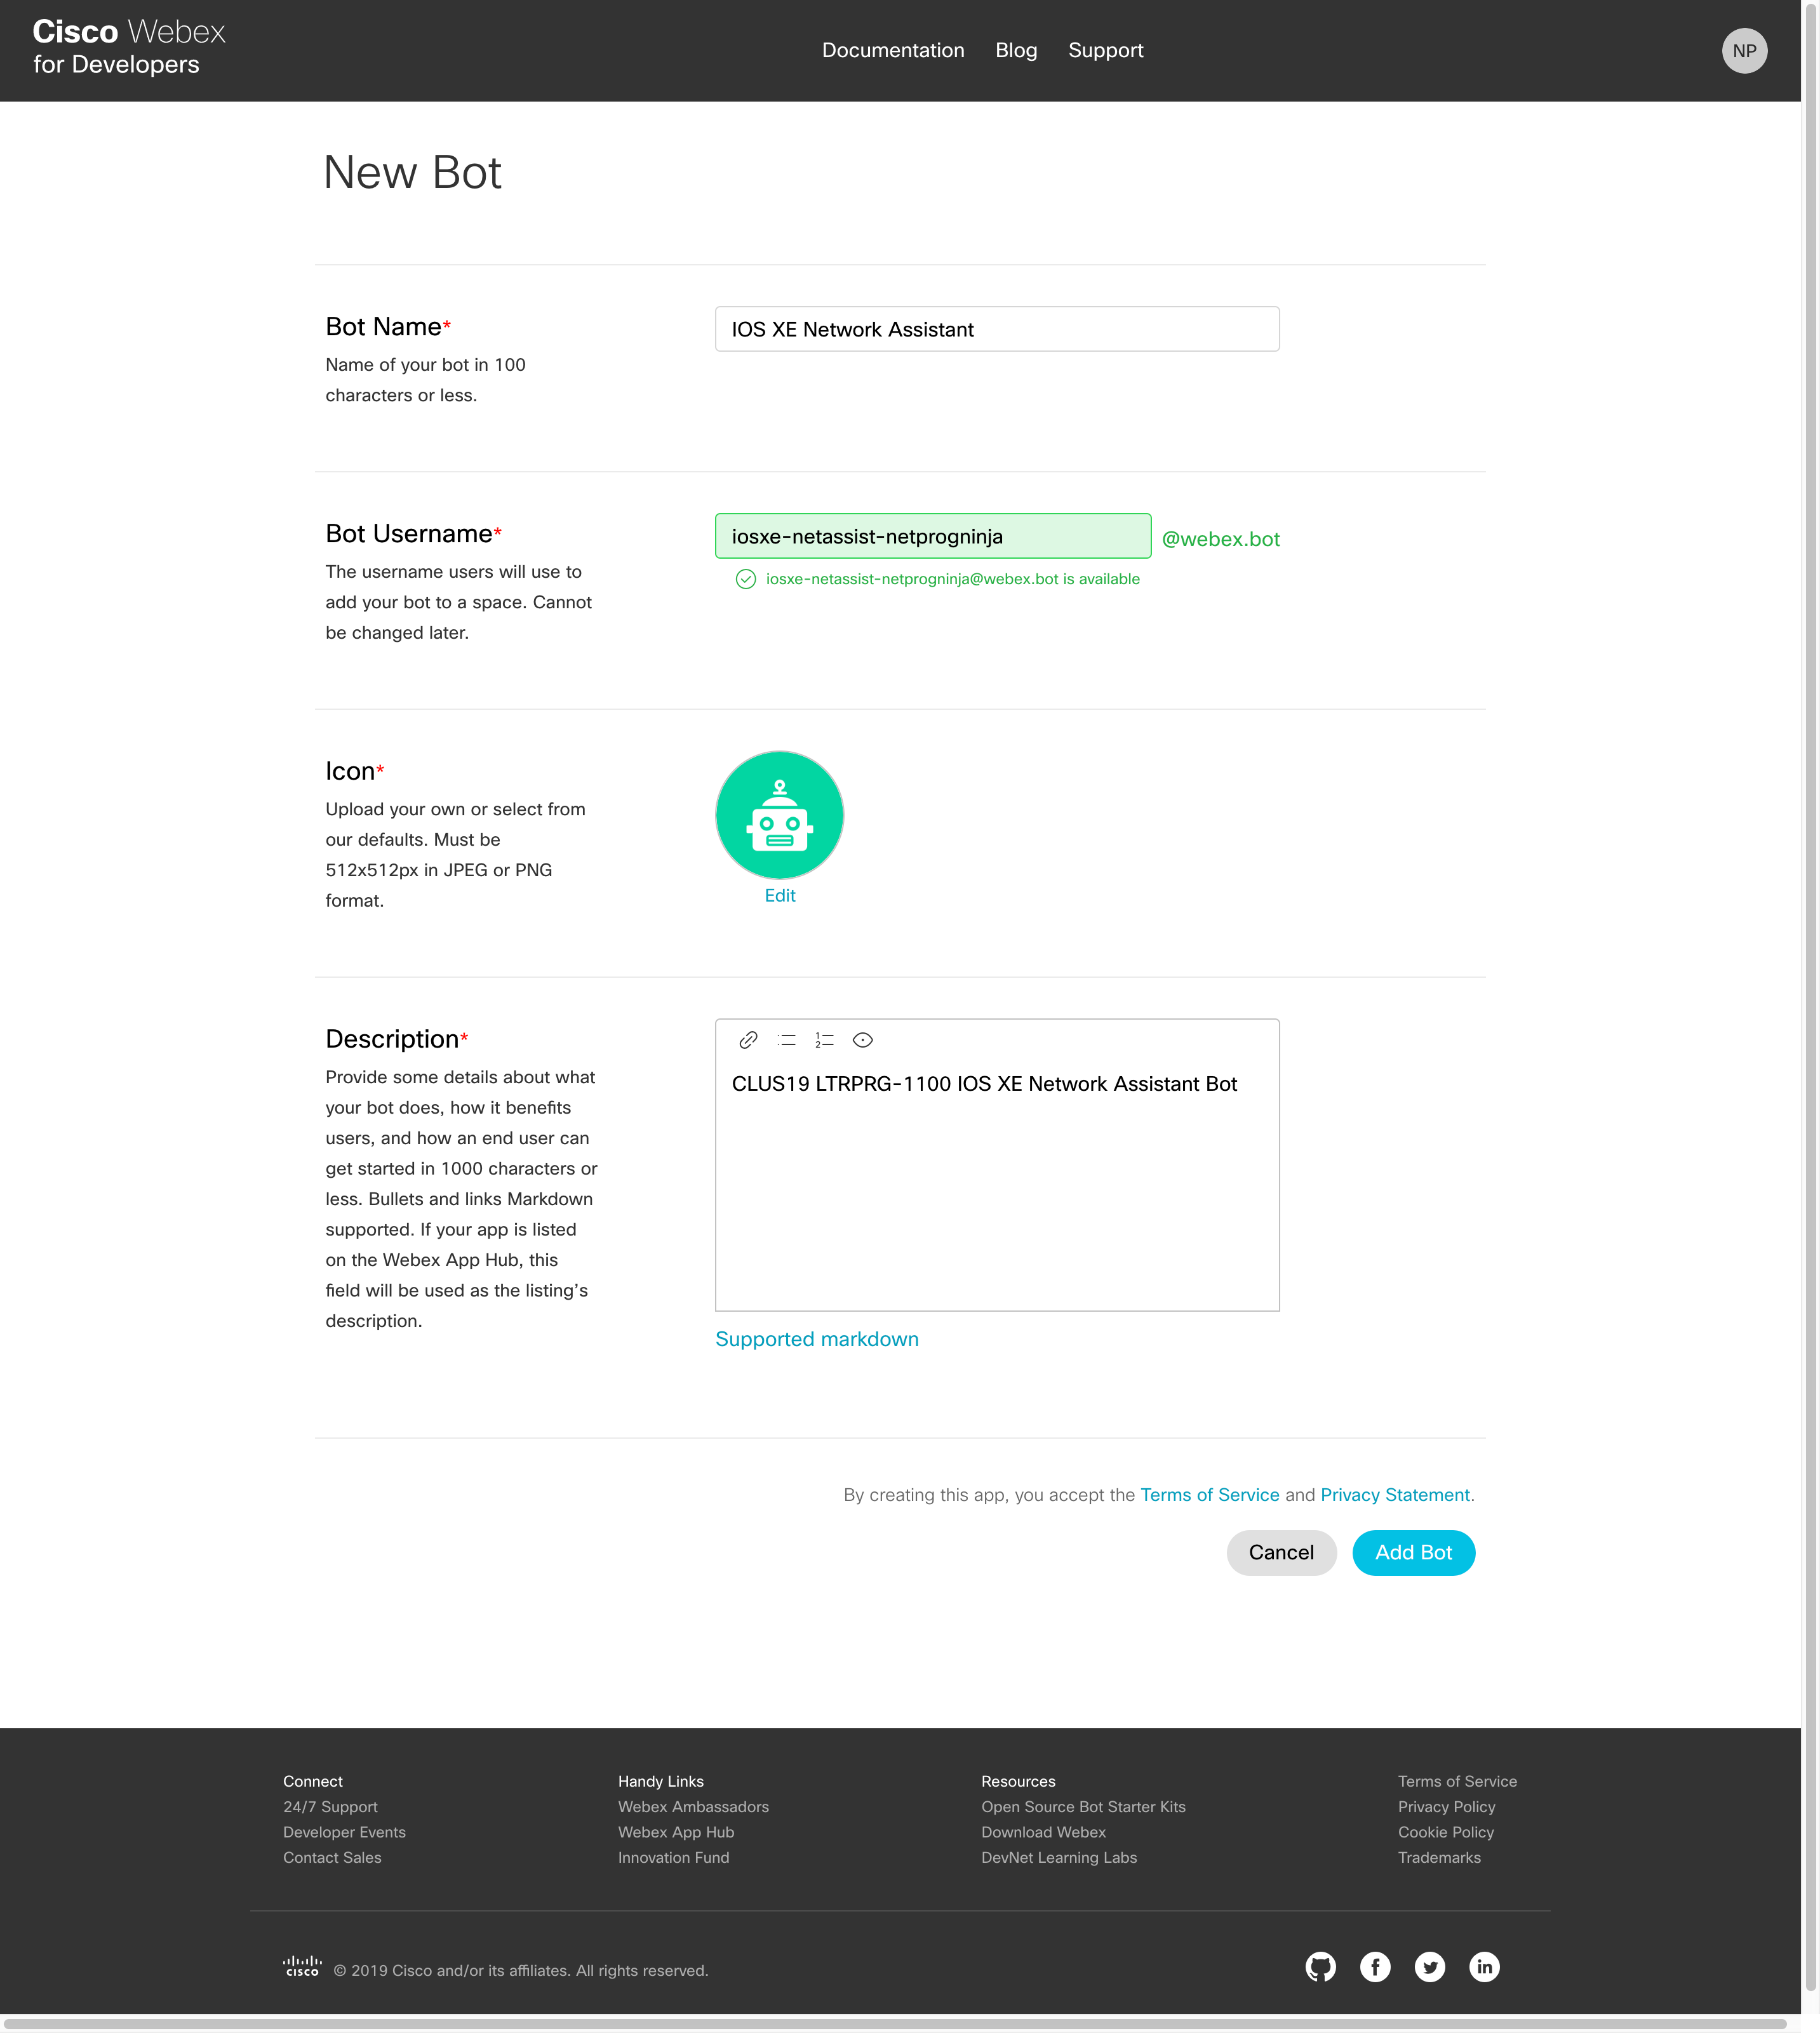 Cisco Webex
for Developers
Documentation Blog Support
NP
New Bot
Bot Name*
Name of your bot in 100
characters or less.
IOS XE Network Assistant
Bot Username*
The username users will use to
add your bot to a space. Cannot
be changed later.
iosxe-netassist-netprogninja
@webex.bot
iosxe-netassist-netprogninja@webex.bot is available
Icon*
Upload your own or select from
our defaults. Must be
512x512px in JPEG or PNG
format.
Edit
Description*
Provide some details about what
your bot does, how it benefits
users, and how an end user can
get started in 1000 characters or
less. Bullets and links Markdown
supported. If your app is listed
on the Webex App Hub, this
field will be used as the listing’s
description.
CLUS19 LTRPRG-1100 IOS XE Network Assistant Bot
Supported markdown
By creating this app, you accept the Terms of Service and Privacy Statement.
Cancel
Add Bot
Connect
24/7 Support
Developer Events
Contact Sales
Handy Links
Webex Ambassadors
Webex App Hub
Innovation Fund
Resources
Open Source Bot Starter Kits
Download Webex
DevNet Learning Labs
Terms of Service
Privacy Policy
Cookie Policy
Trademarks
CISCO
© 2019 Cisco and/or its affiliates. All rights reserved.